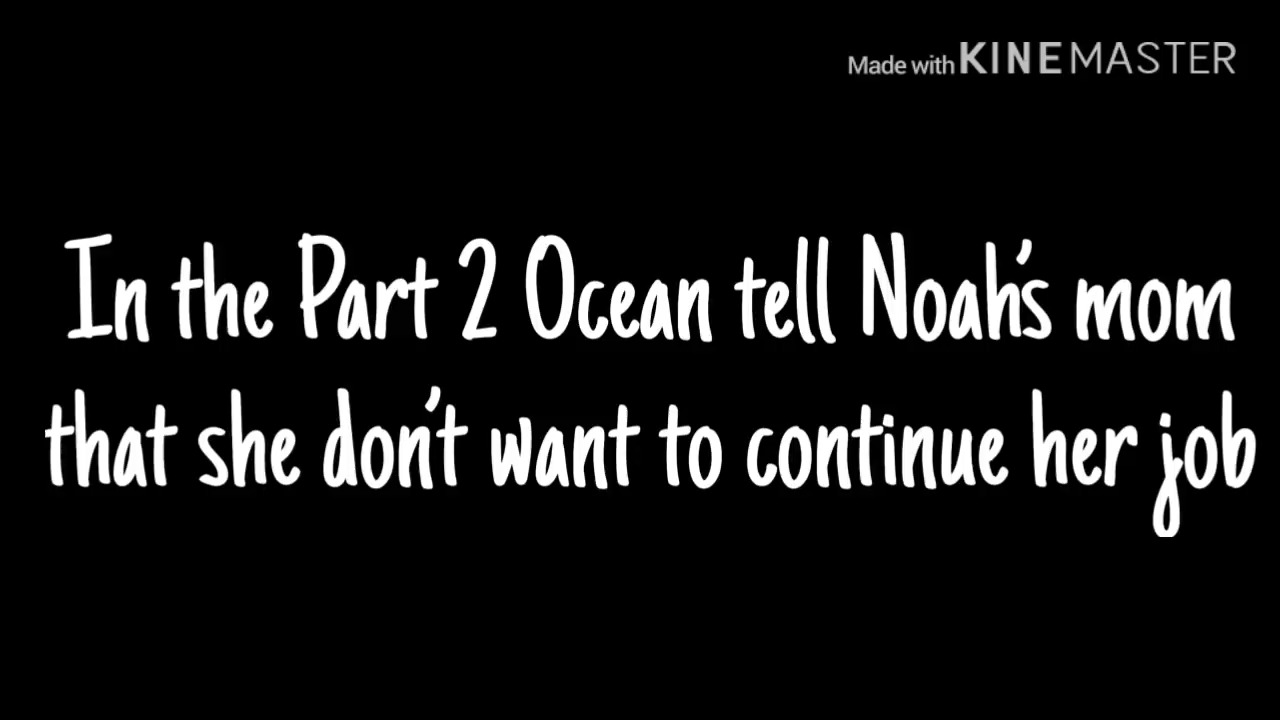 Made with KINEMASTER
In the Part 2 Ocean tell Noah's mom
that she don't want to continue her job